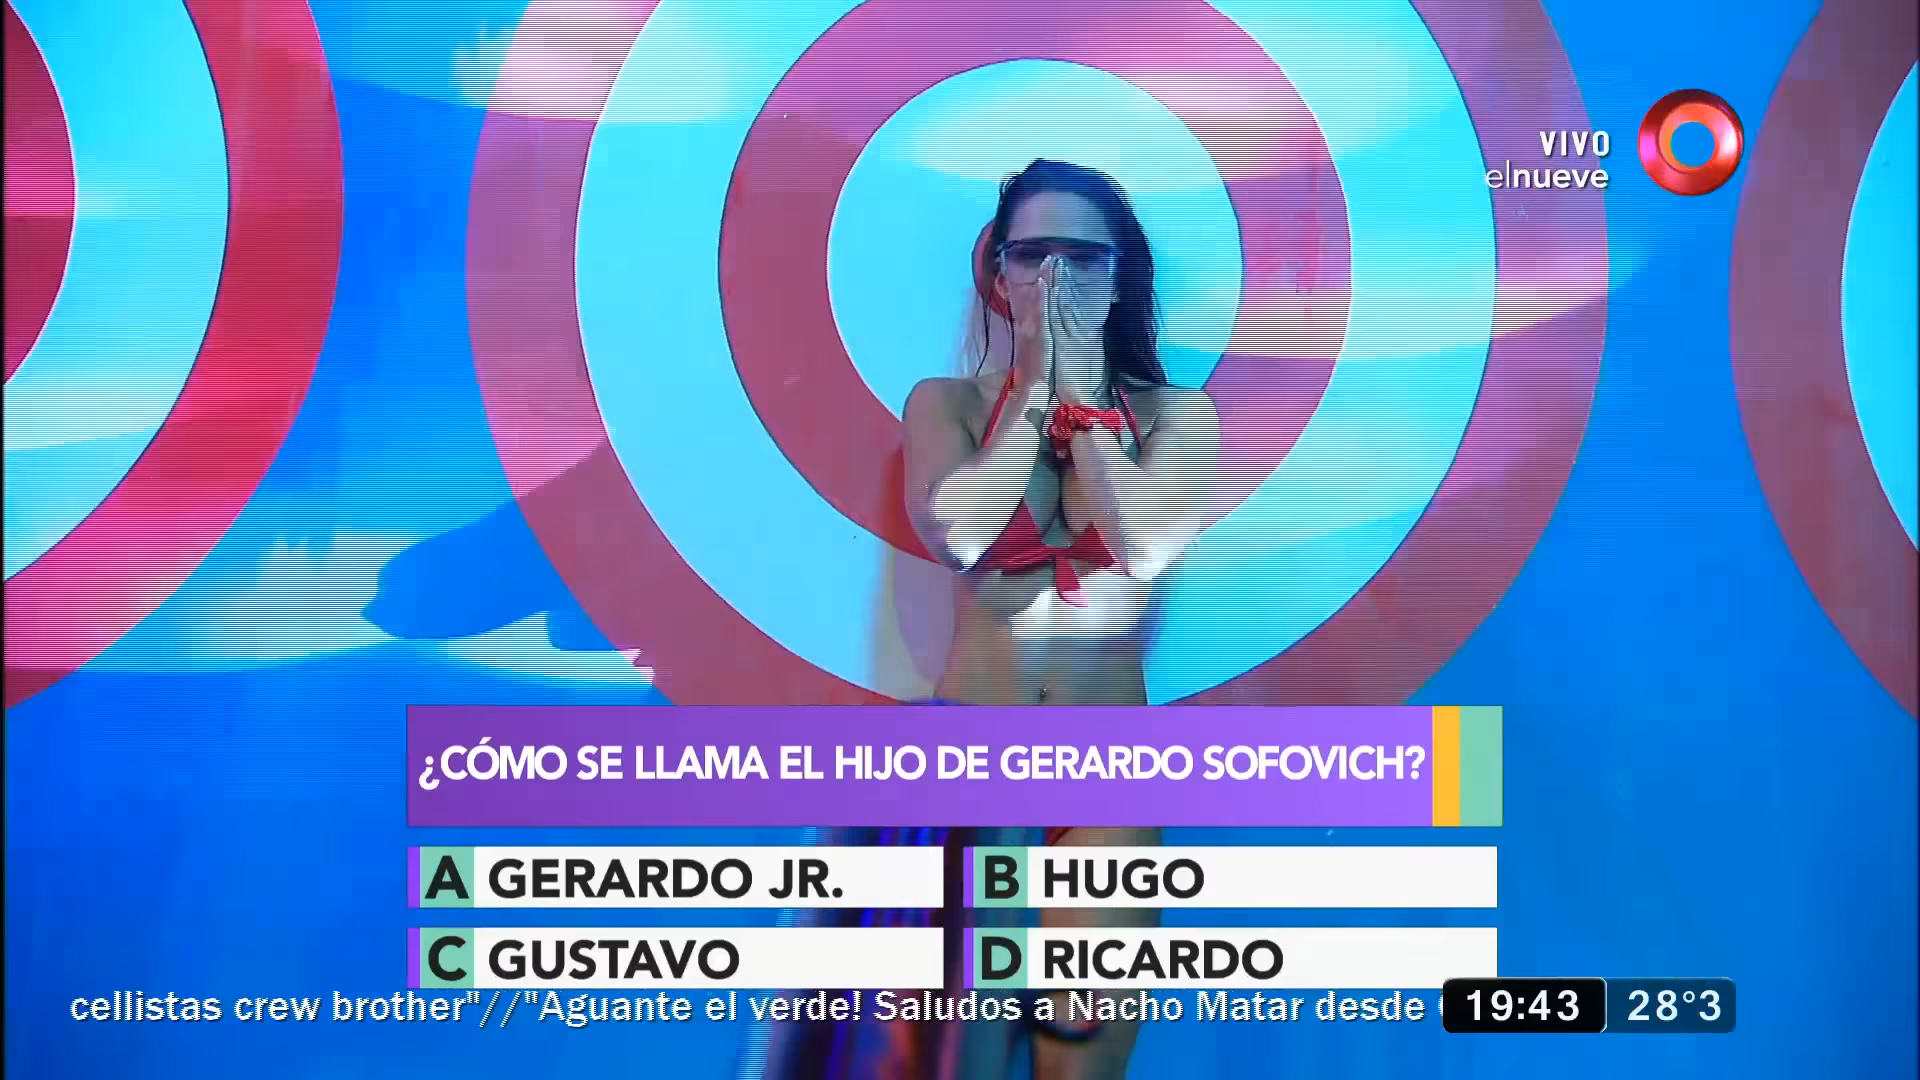 VIVO
elnueve
¿CÓMO SE LLAMA EL HIJO DE GERARDO SOFOVICH?
A GERARDO JR.
B HUGO
C GUSTAVO
D RICARDO
cellistas crew brother"//"Aguante el verde! Saludos a Nacho Matar desde
19:43
28°3